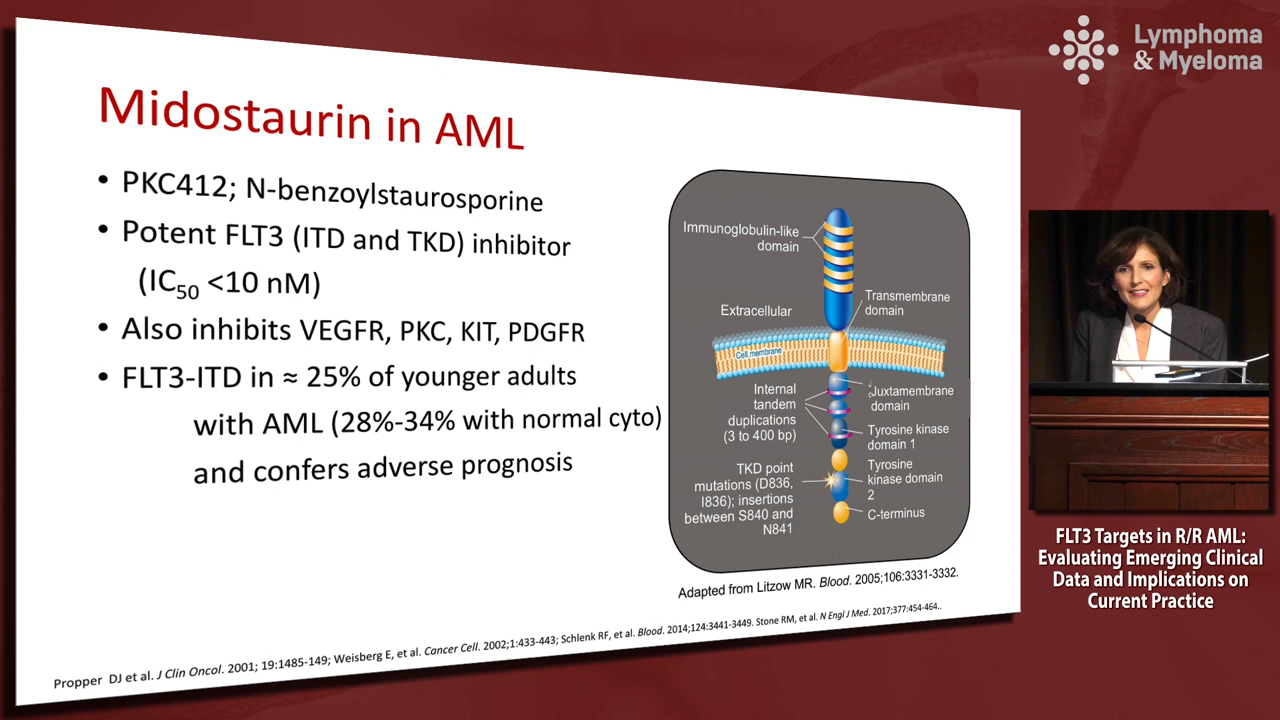 Lymphoma
& Myeloma
Midostaurin in AML
• PKC412; N-benzoylstaurosporine
• Potent FLT3 (ITD and TKD) inhibitor
(IC50 <10 nM)
• Also inhibits VEGFR, PKC, KIT, PDGFR
• FLT3-ITD in ≈ 25% of younger adults
with AML (28%-34% with normal cyto)
and confers adverse prognosis
Immunoglobulin-like
domain
Extracellular
Transmembrane
domain
Cell membrane
Internal
tandem
duplications
(3 to 400 bp)
Juxtamembrane
domain
Tyrosine kinase
domain 1
TKD point
mutations (D836,
I836); insertions
between S840 and
N841
Tyrosine
kinase domain
2
C-terminus
Adapted from Litzow MR. Blood. 2005;106:3331-3332.
Propper DJ et al. J Clin Oncol. 2001; 19:1485-149; Weisberg E, et al. Cancer Cell. 2002;1:433-443; Schlenk RF, et al. Blood. 2014;124:3441-3449. Stone RM, et al. N Engl J Med. 2017;377:454-464..
FLT3 Targets in R/R AML:
Evaluating Emerging Clinical
Data and Implications on
Current Practice